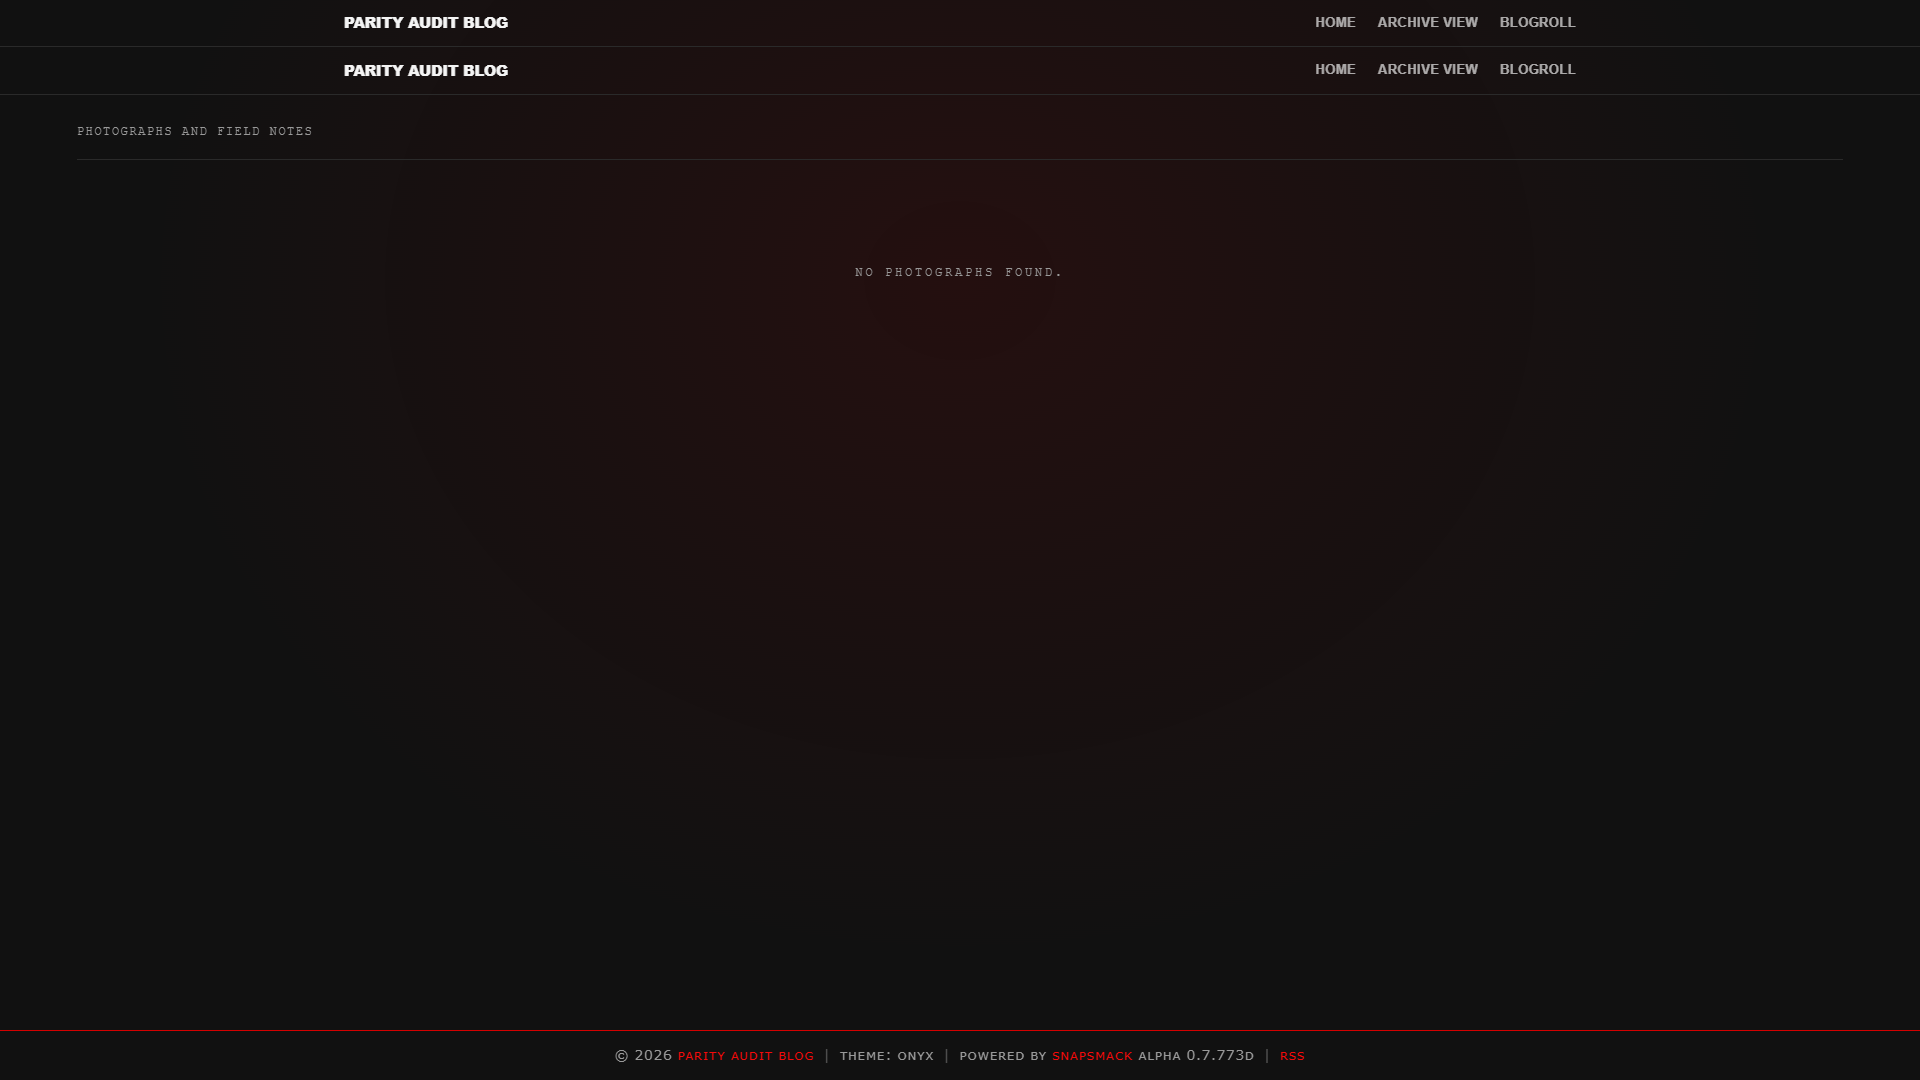 PARITY AUDIT BLOG HOME ARCHIVE VIEW BLOGROLL
PARITY AUDIT BLOG HOME ARCHIVE VIEW BLOGROLL
PHOTOGRAPHS AND FIELD NOTES
NO PHOTOGRAPHS FOUND.
© 2026 PARITY AUDIT BLOG | THEME: ONYX | POWERED BY SNAPSMACK ALPHA 0.7.773D | RSS